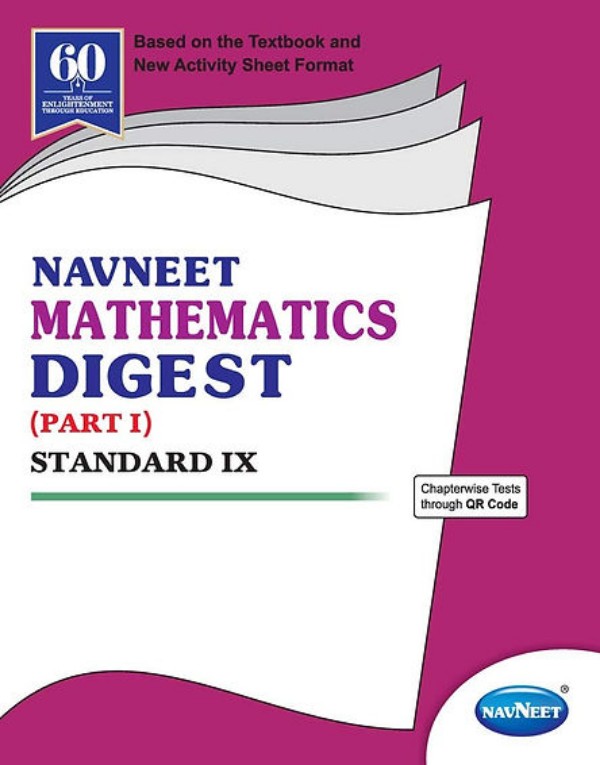 60
YEARS OF
ENLIGHTENMENT
THROUGH EDUCATION
Based on the Textbook and
New Activity Sheet Format
NAVNEET
MATHEMATICS
DIGEST
(PART I)
STANDARD IX
Chapterwise Tests
through QR Code
NAVNEET®